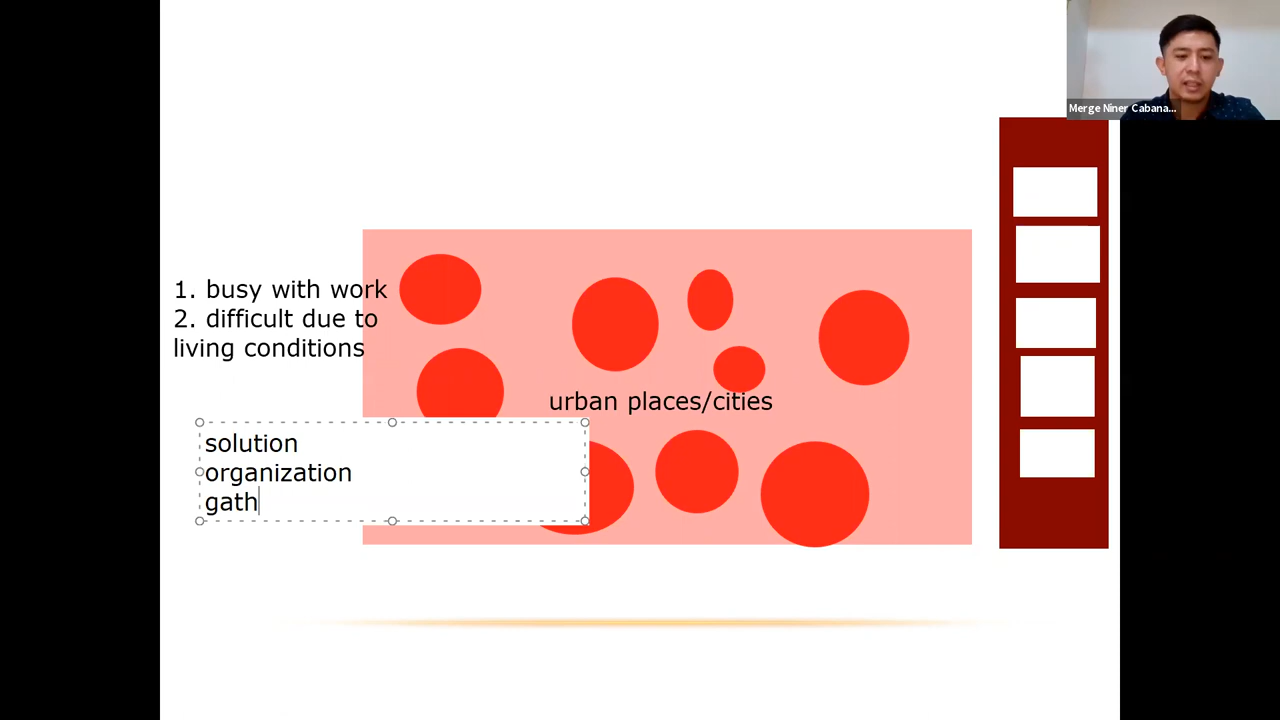 Merge Niner Cabana...
1. busy with work
2. difficult due to
living conditions
urban places/cities
solution
organization
gath